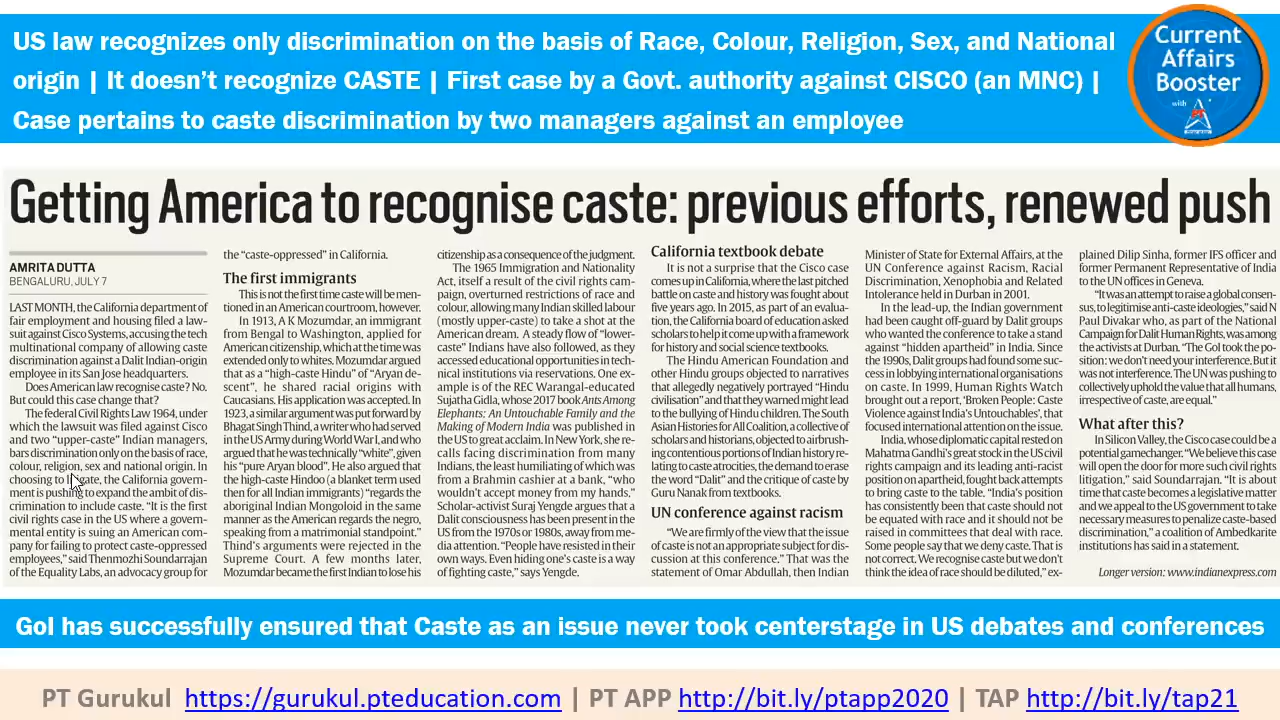 US law recognizes only discrimination on the basis of Race, Colour, Religion, Sex, and National
origin | It doesn’t recognize CASTE | First case by a Govt. authority against CISCO (an MNC) |
Case pertains to caste discrimination by two managers against an employee
Current
Affairs
Booster
with
Getting America to recognise caste: previous efforts, renewed push
AMRITA DUTTA
BENGALURU, JULY 7
LAST MONTH, the California department of
fair employment and housing filed a law-
suit against Cisco Systems, accusing the tech
multinational company of allowing caste
discrimination against a Dalit Indian-origin
employee in its San Jose headquarters.
Does American law recognise caste? No.
But could this case change that?
The federal Civil Rights Law 1964, under
which the lawsuit was filed against Cisco
and two “upper-caste” Indian managers,
bars discrimination only on the basis of race,
colour, religion, sex and national origin. In
choosing to litigate, the California govern-
ment is pushing to expand the ambit of dis-
crimination to include caste. “It is the first
civil rights case in the US where a govern-
mental entity is suing an American com-
pany for failing to protect caste-oppressed
employees,” said Thenmozhi Soundarrajan
of the Equality Labs, an advocacy group for
the “caste-oppressed” in California.
The first immigrants
This is not the first time caste will be men-
tioned in an American courtroom, however.
In 1913, A K Mozumdar, an immigrant
from Bengal to Washington, applied for
American citizenship, which at the time was
extended only to whites. Mozumdar argued
that as a “high-caste Hindu” of “Aryan de-
scent”, he shared racial origins with
Caucasians. His application was accepted. In
1923, a similar argument was put forward by
Bhagat Singh Thind, a writer who had served
in the US Army during World War I, and who
argued that he was technically “white”, given
his “pure Aryan blood”. He also argued that
the high-caste Hindoo (a blanket term used
then for all Indian immigrants) “regards the
aboriginal Indian Mongoloid in the same
manner as the American regards the negro,
speaking from a matrimonial standpoint.”
Thind’s arguments were rejected in the
Supreme Court. A few months later,
Mozumdar became the first Indian to lose his
citizenship as a consequence of the judgment.
The 1965 Immigration and Nationality
Act, itself a result of the civil rights cam-
paign, overturned restrictions of race and
colour, allowing many Indian skilled labour
(mostly upper-caste) to take a shot at the
American dream. A steady flow of “lower-
caste” Indians have also followed, as they
accessed educational opportunities in tech-
nical institutions via reservations. One ex-
ample is of the REC Warangal-educated
Sujatha Gidla, whose 2017 book Ants Among
Elephants: An Untouchable Family and the
Making of Modern India was published in
the US to great acclaim. In New York, she re-
calls facing discrimination from many
Indians, the least humiliating of which was
from a Brahmin cashier at a bank, “who
wouldn’t accept money from my hands.”
Scholar-activist Suraj Yengde argues that a
Dalit consciousness has been present in the
US from the 1970s or 1980s, away from me-
dia attention. “People have resisted in their
own ways. Even hiding one’s caste is a way
of fighting caste,” says Yengde.
California textbook debate
It is not a surprise that the Cisco case
comes up in California, where the last pitched
battle on caste and history was fought about
five years ago. In 2015, as part of an evalua-
tion, the California board of education asked
scholars to help it come up with a framework
for history and social science textbooks.
The Hindu American Foundation and
other Hindu groups objected to narratives
that allegedly negatively portrayed “Hindu
civilisation” and that they warned might lead
to the bullying of Hindu children. The South
Asian Histories for All Coalition, a collective of
scholars and historians, objected to airbrush-
ing contentious portions of Indian history re-
lating to caste atrocities, the demand to erase
the word “Dalit” and the critique of caste by
Guru Nanak from textbooks.
UN conference against racism
“We are firmly of the view that the issue
of caste is not an appropriate subject for dis-
cussion at this conference.” That was the
statement of Omar Abdullah, then Indian
Minister of State for External Affairs, at the
UN Conference against Racism, Racial
Discrimination, Xenophobia and Related
Intolerance held in Durban in 2001.
In the lead-up, the Indian government
had been caught off-guard by Dalit groups
who wanted the conference to take a stand
against “hidden apartheid” in India. Since
the 1990s, Dalit groups had found some suc-
cess in lobbying international organisations
on caste. In 1999, Human Rights Watch
brought out a report, ‘Broken People: Caste
Violence against India’s Untouchables’, that
focused international attention on the issue.
India, whose diplomatic capital rested on
Mahatma Gandhi’s great stock in the US civil
rights campaign and its leading anti-racist
position on apartheid, fought back attempts
to bring caste to the table. “India’s position
has consistently been that caste should not
be equated with race and it should not be
raised in committees that deal with race.
Some people say that we deny caste. That is
not correct. We recognise caste but we don’t
think the idea of race should be diluted,” ex-
plained Dilip Sinha, former IFS officer and
former Permanent Representative of India
to the UN offices in Geneva.
“It was an attempt to raise a global consen-
sus, to legitimise anti-caste ideologies,” said N
Paul Divakar who, as part of the National
Campaign for Dalit Human Rights, was among
the activists at Durban. “The GoI took the po-
sition: we don’t need your interference. But it
was not interference. The UN was pushing to
collectively uphold the value that all humans,
irrespective of caste, are equal.”
What after this?
In Silicon Valley, the Cisco case could be a
potential gamechanger. “We believe this case
will open the door for more such civil rights
litigation,” said Soundarrajan. “It is about
time that caste becomes a legislative matter
and we appeal to the US government to take
necessary measures to penalize caste-based
discrimination,” a coalition of Ambedkarite
institutions has said in a statement.
Longer version: www.indianexpress.com
GoI has successfully ensured that Caste as an issue never took centerstage in US debates and conferences
PT Gurukul https://gurukul.pteducation.com | PT APP http://bit.ly/ptapp2020 | TAP http://bit.ly/tap21